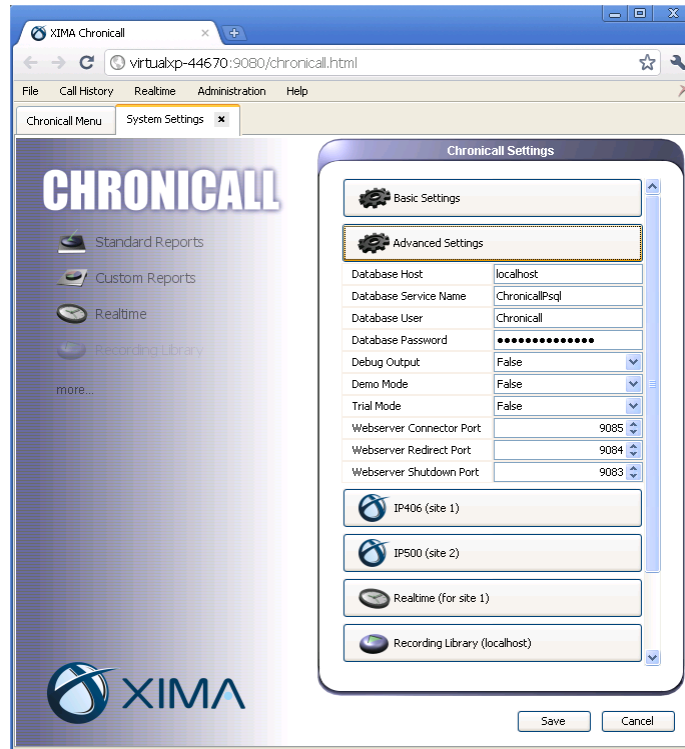 XIMA Chronicall
virtualxp-44670:9080/chronicall.html
File Call History Realtime Administration Help
Chronicall Menu System Settings
Chronicall Settings
CHRONICALL
Standard Reports
Custom Reports
Realtime
Recording Library
more...
XIMA
Basic Settings
Advanced Settings
Database Host localhost
Database Service Name ChronicallPsql
Database User Chronicall
Database Password ••••••••••••••
Debug Output False
Demo Mode False
Trial Mode False
Webserver Connector Port 9085
Webserver Redirect Port 9084
Webserver Shutdown Port 9083
IP406 (site 1)
IP500 (site 2)
Realtime (for site 1)
Recording Library (localhost)
Save Cancel